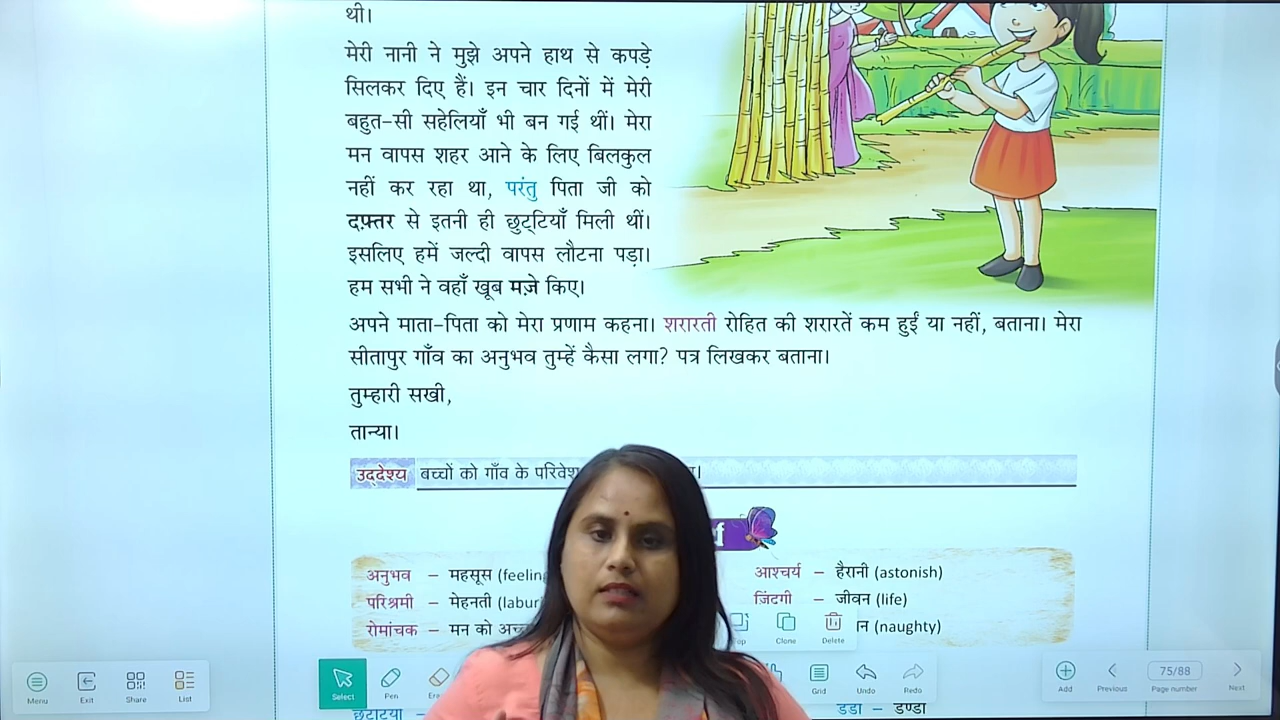 थी।
मेरी नानी ने मुझे अपने हाथ से कपड़े
सिलकर दिए हैं। इन चार दिनों में मेरी
बहुत-सी सहेलियाँ भी बन गई थीं। मेरा
मन वापस शहर आने के लिए बिलकुल
नहीं कर रहा था, परंतु पिता जी को
दफ़्तर से इतनी ही छुट्टियाँ मिली थीं।
इसलिए हमें जल्दी वापस लौटना पड़ा।
हम सभी ने वहाँ खूब मज़े किए।
अपने माता-पिता को मेरा प्रणाम कहना। शरारती रोहित की शरारतें कम हुईं या नहीं, बताना। मेरा
सीतापुर गाँव का अनुभव तुम्हें कैसा लगा? पत्र लिखकर बताना।
तुम्हारी सखी,
तान्या।
उद्देश्य बच्चों को गाँव के परिवेश
अनुभव – महसूस (feeling
आश्चर्य – हैरानी (astonish)
परिश्रमी – मेहनती (labur
जिंदगी – जीवन (life)
रोमांचक – मन को
(naughty)
Clone
Delete
Menu
Exit
Share
List
Select
Pen
Grid
Undo
Redo
Add
Previous
75/88
Page number
Next
डंडा – डण्डा